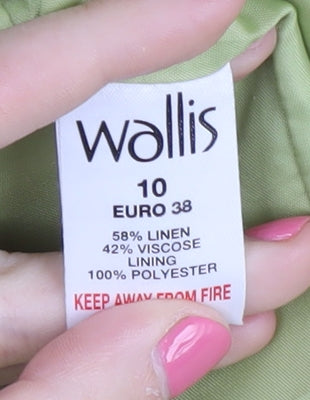 Wallis
10
EURO 38
58% LINEN
42% VISCOSE
LINING
100% POLYESTER
KEEP AWAY FROM FIRE